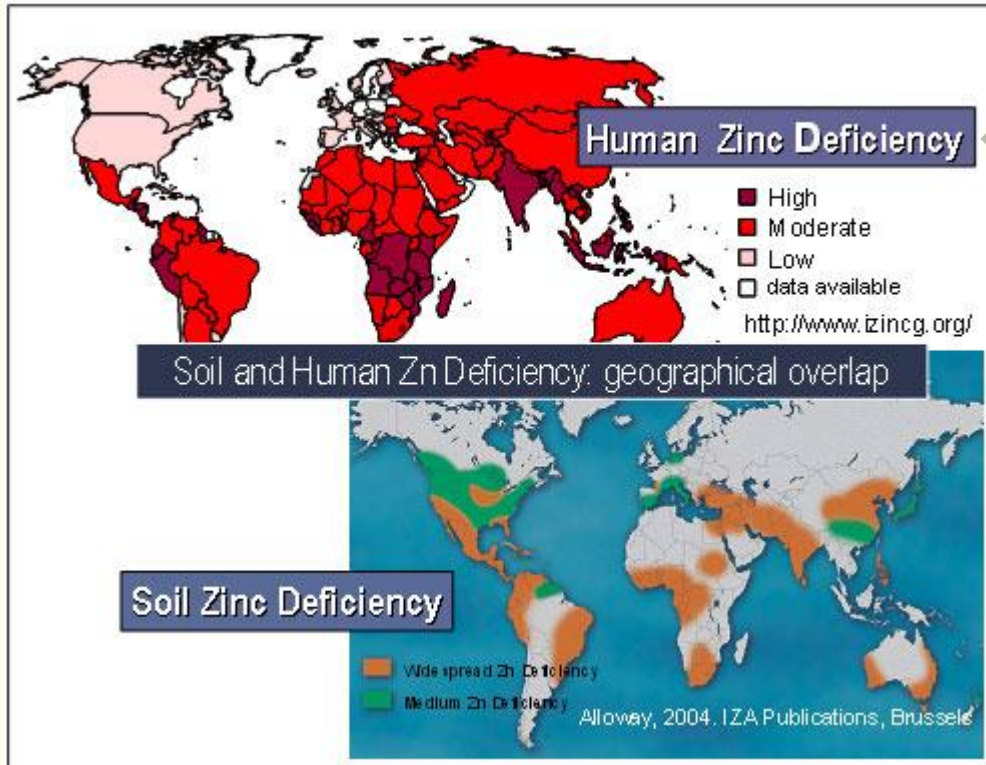 Human Zinc Deficiency
High
Moderate
Low
data available
http://www.izincg.org/
Soil and Human Zn Deficiency: geographical overlap
Soil Zinc Deficiency
Widespread Zn Deficiency
Medium Zn Deficiency
Alloway, 2004. IZA Publications, Brussels